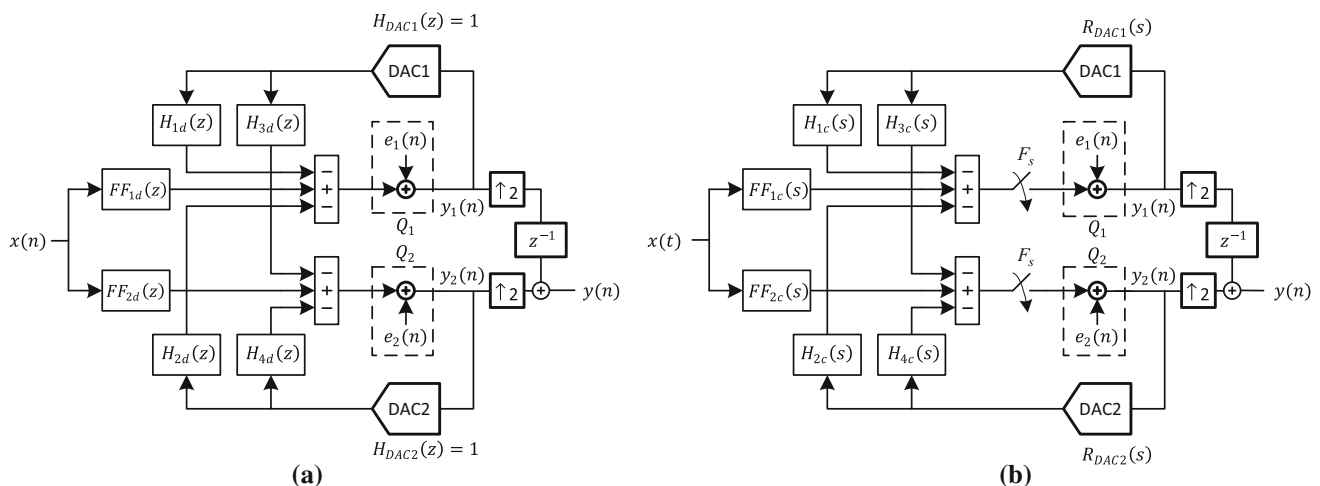 H_{DAC1}(z) = 1
DAC1
H_{1d}(z)
H_{3d}(z)
e_1(n)
FF_{1d}(z)
−
+
−
+
y_1(n)
↑2
Q_1
z^{-1}
x(n)
Q_2
FF_{2d}(z)
−
+
−
+
y_2(n)
↑2
+
y(n)
e_2(n)
H_{2d}(z)
H_{4d}(z)
DAC2
H_{DAC2}(z) = 1
(a)
R_{DAC1}(s)
DAC1
H_{1c}(s)
H_{3c}(s)
F_s
e_1(n)
FF_{1c}(s)
−
+
−
+
y_1(n)
↑2
Q_1
z^{-1}
x(t)
Q_2
F_s
FF_{2c}(s)
−
+
−
+
y_2(n)
↑2
+
y(n)
e_2(n)
H_{2c}(s)
H_{4c}(s)
DAC2
R_{DAC2}(s)
(b)